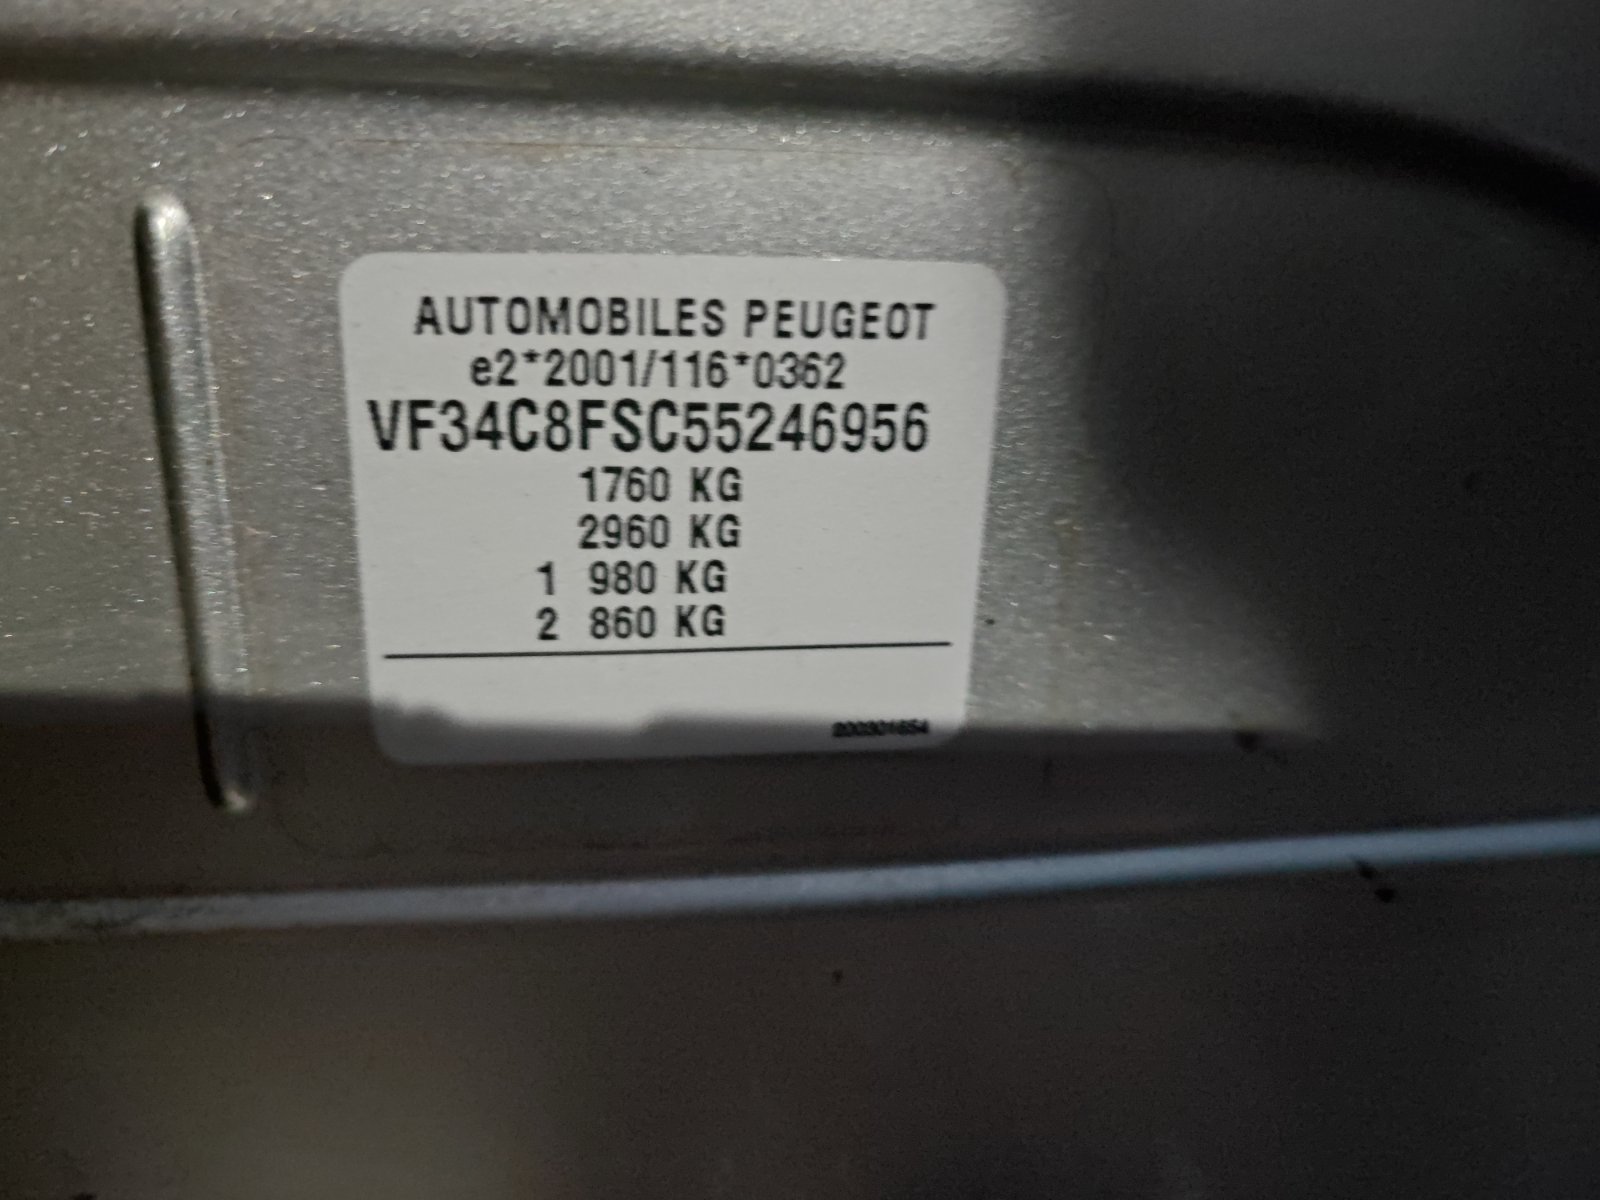 AUTOMOBILES PEUGEOT
e2*2001/116*0362
VF34C8FSC55246956
1760 KG
2960 KG
1 980 KG
2 860 KG